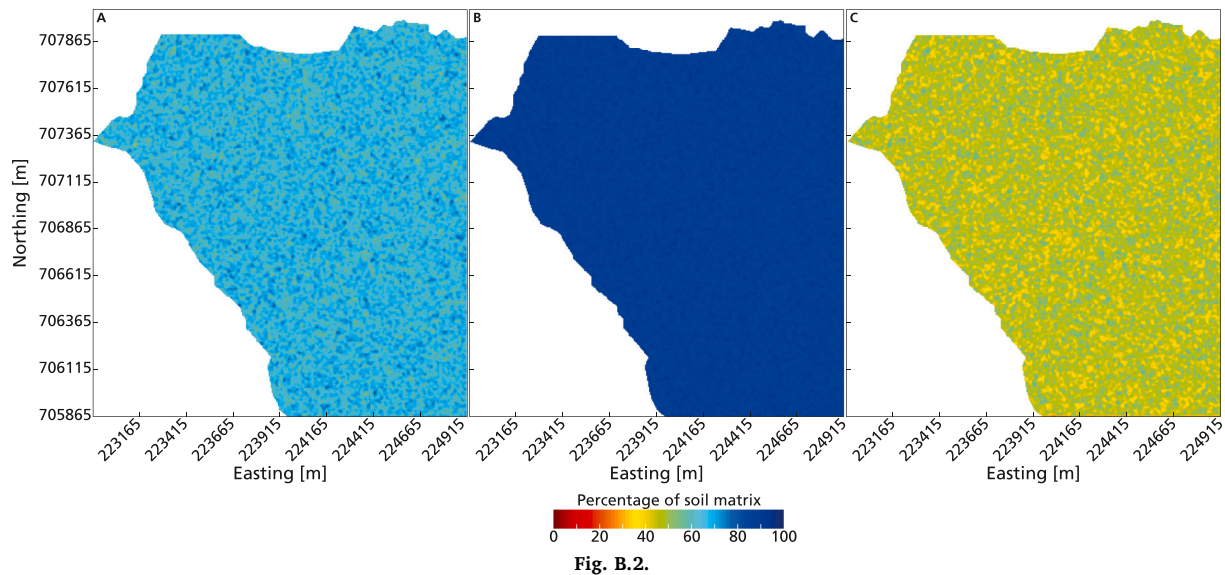 A
B
C
Northing [m]
707865
707615
707365
707115
706865
706615
706365
706115
705865
223165 223415 223665 223915 224165 224415 224665 224915
223165 223415 223665 223915 224165 224415 224665 224915
223165 223415 223665 223915 224165 224415 224665 224915
Easting [m]
Easting [m]
Easting [m]
Percentage of soil matrix
0 20 40 60 80 100
Fig. B.2.